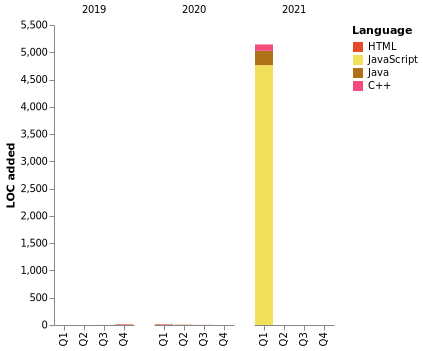 2019 2020 2021
Language
HTML
JavaScript
Java
C++
LOC added
5,500
5,000
4,500
4,000
3,500
3,000
2,500
2,000
1,500
1,000
500
0
Q1 Q2 Q3 Q4 Q1 Q2 Q3 Q4 Q1 Q2 Q3 Q4